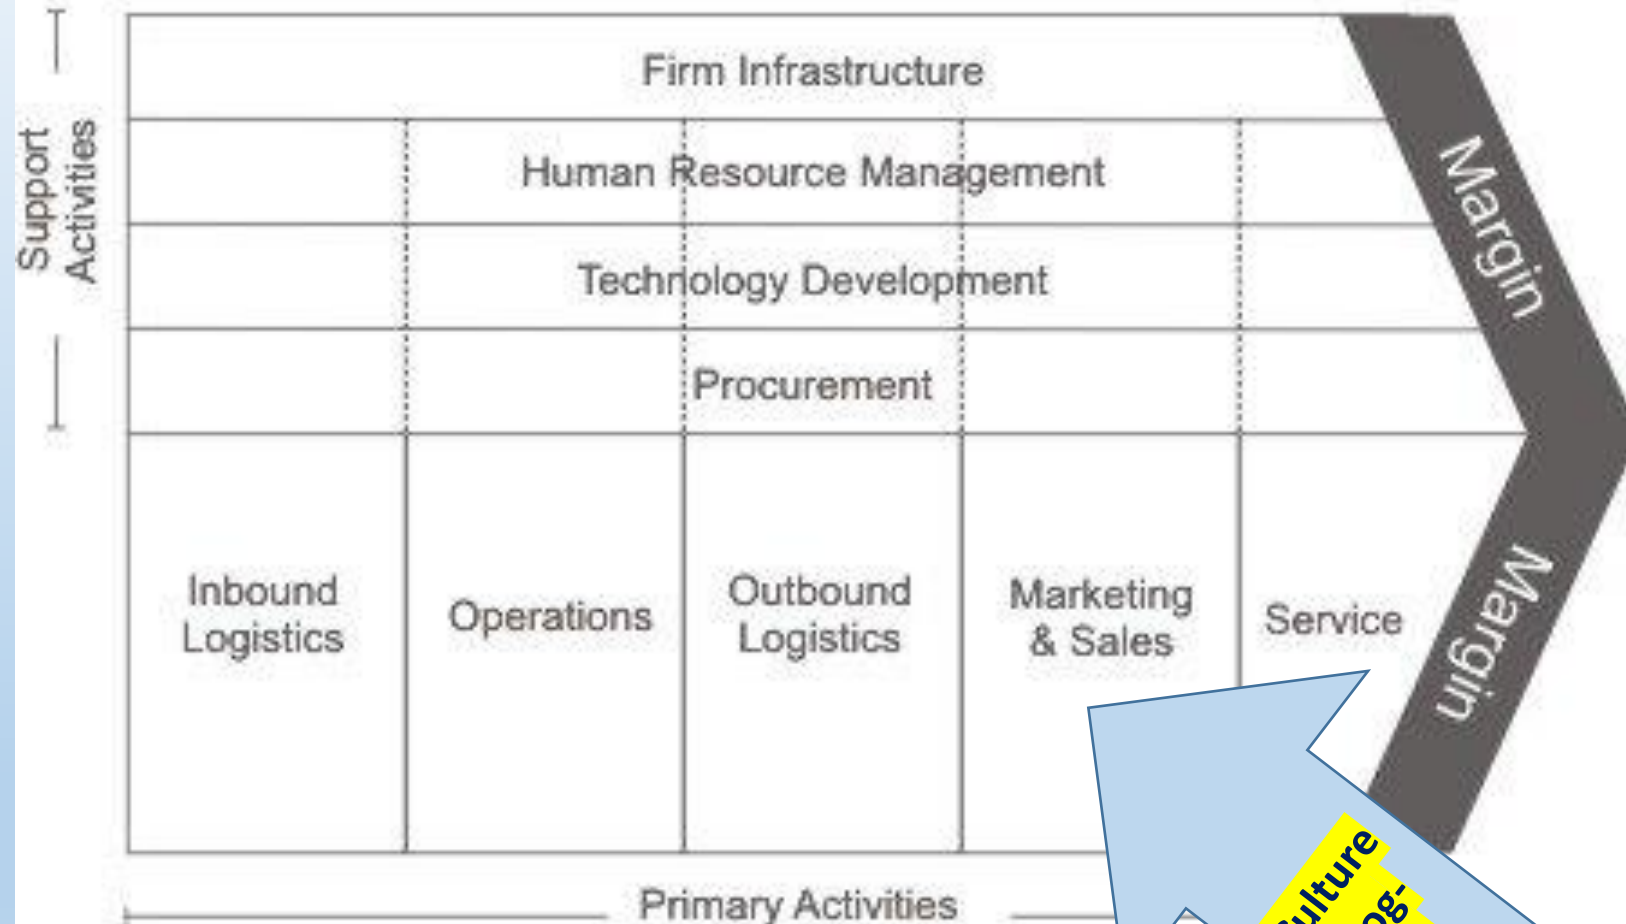 Support
Activities
Firm Infrastructure
Human Resource Management
Technology Development
Procurement
Margin
Inbound
Logistics
Operations
Outbound
Logistics
Marketing
& Sales
Service
Margin
Primary Activities